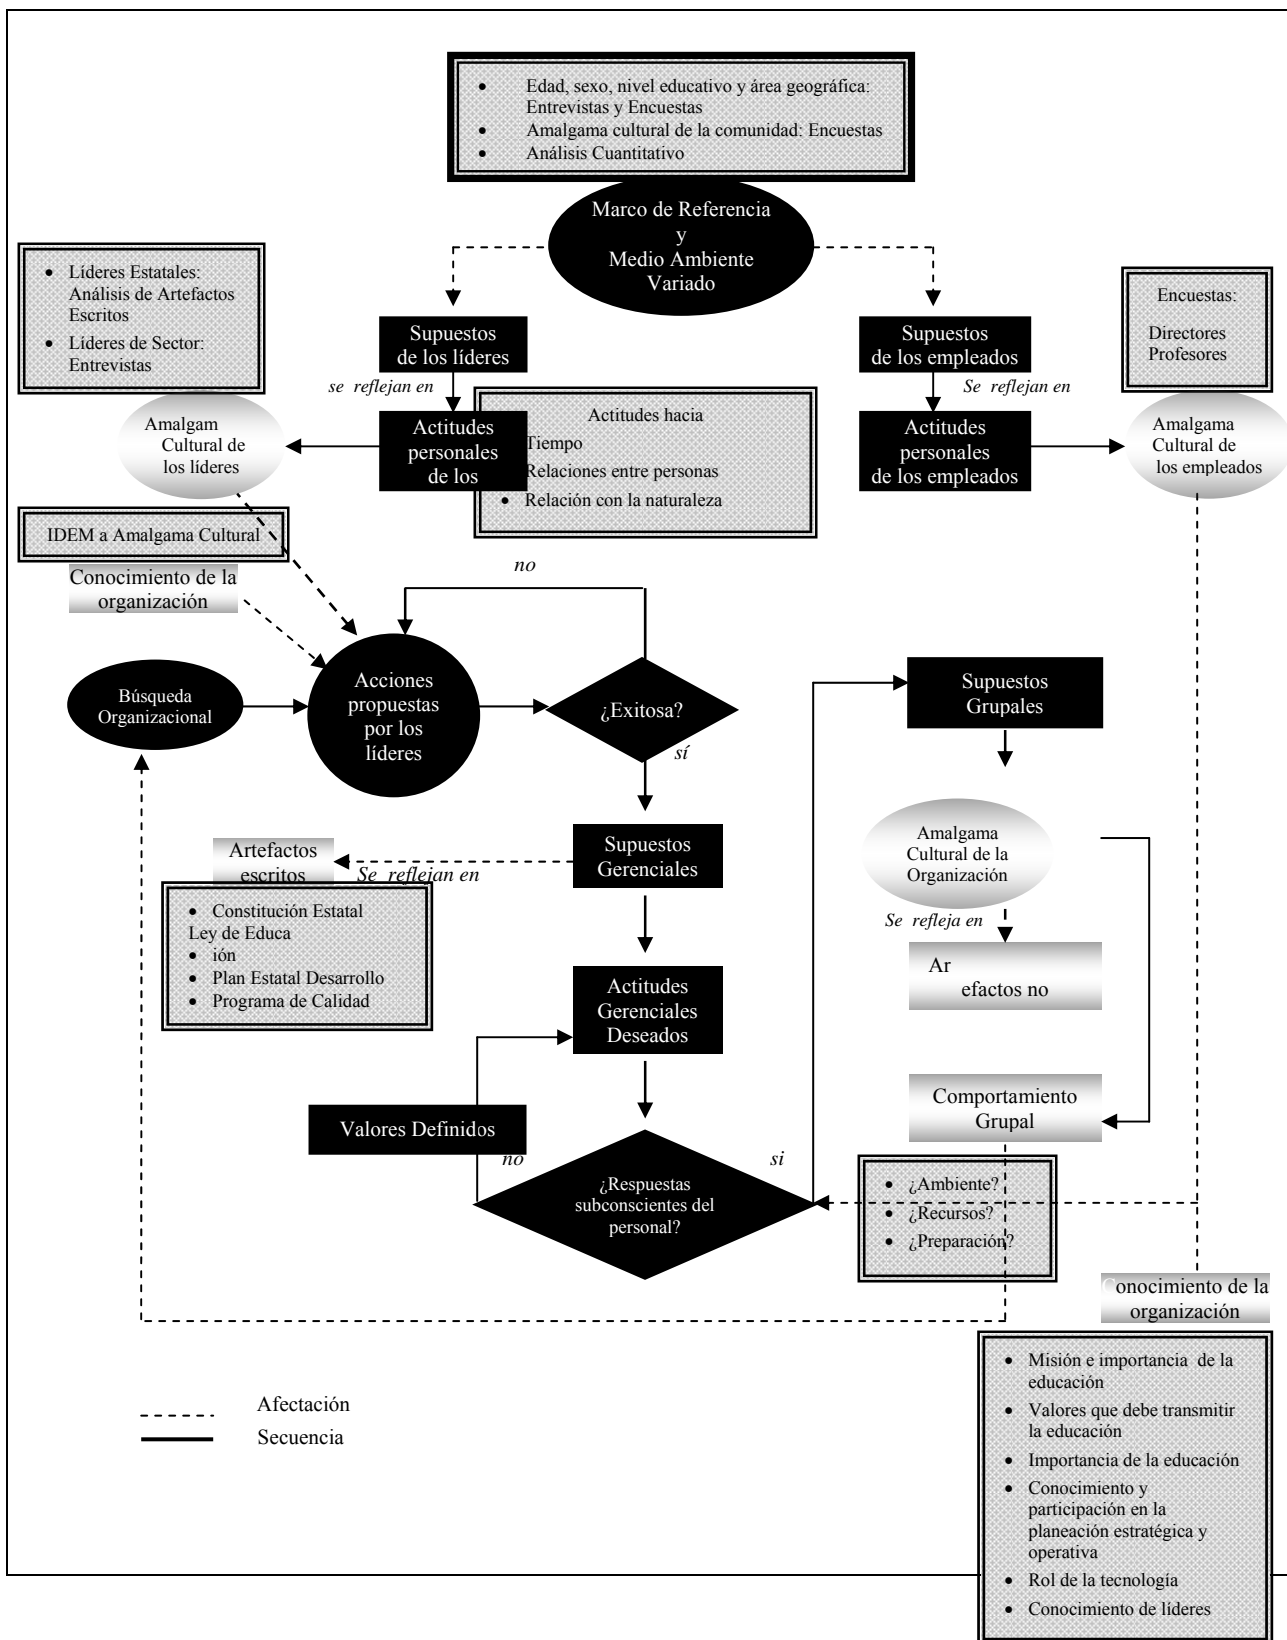 • Edad, sexo, nivel educativo y área geográfica:
Entrevistas y Encuestas
• Amalgama cultural de la comunidad: Encuestas
• Análisis Cuantitativo
Marco de Referencia
y
Medio Ambiente
Variado
• Líderes Estatales:
Análisis de Artefactos
Escritos
• Líderes de Sector:
Entrevistas
Encuestas:
Directores
Profesores
Supuestos
de los líderes
Supuestos
de los empleados
se reflejan en
Se reflejan en
Amalgam
Cultural de
los líderes
Actitudes
personales
de los
Actitudes hacia
Tiempo
Relaciones entre personas
• Relación con la naturaleza
Actitudes
personales
de los empleados
Amalgama
Cultural de
los empleados
IDEM a Amalgama Cultural
Conocimiento de la
organización
no
Búsqueda
Organizacional
Acciones
propuestas
por los
líderes
¿Exitosa?
sí
Supuestos
Grupales
Artefactos
escritos
Se reflejan en
Supuestos
Gerenciales
Amalgama
Cultural de la
Organización
Se refleja en
• Constitución Estatal
Ley de Educa
• ión
• Plan Estatal Desarrollo
• Programa de Calidad
Actitudes
Gerenciales
Deseados
Ar
efactos no
Valores Definidos
Comportamiento
Grupal
no
si
¿Respuestas
subconscientes del
personal?
• ¿Ambiente?
• ¿Recursos?
• ¿Preparación?
Conocimiento de la
organización
• Misión e importancia de la
educación
• Valores que debe transmitir
la educación
• Importancia de la educación
• Conocimiento y
participación en la
planeación estratégica y
operativa
• Rol de la tecnología
• Conocimiento de líderes
Afectación
Secuencia